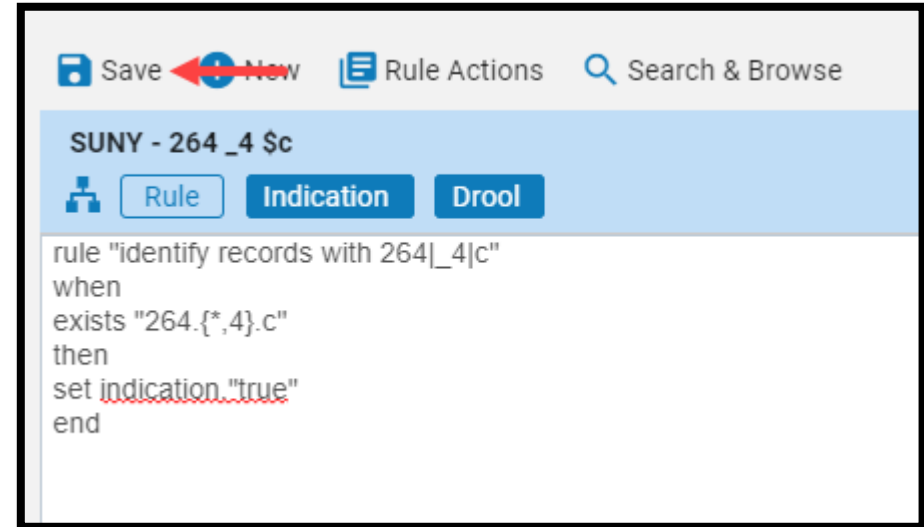 Save New Rule Actions Search & Browse
SUNY - 264 _4 $c
Rule Indication Drool
rule "identify records with 264|_4|c"
when
exists "264.{*,4}.c"
then
set indication."true"
end